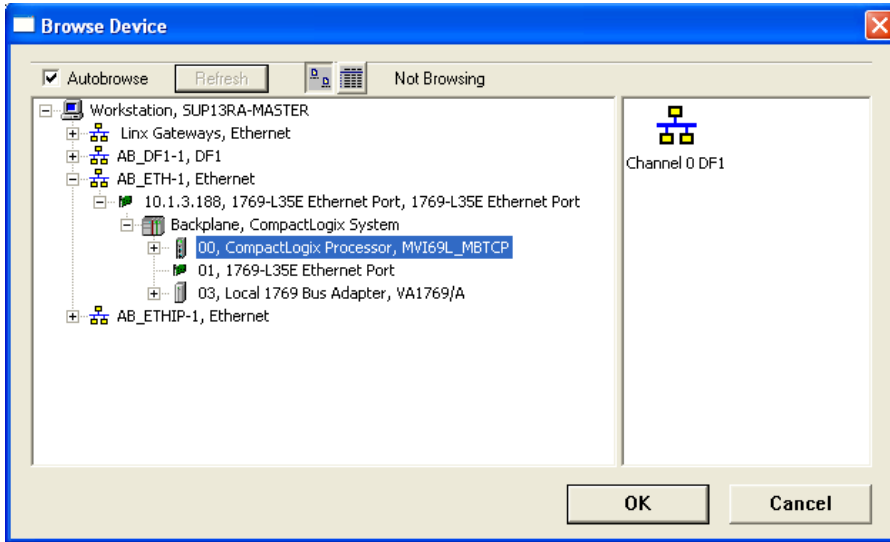 Browse Device
Autobrowse Refresh Not Browsing
Workstation, SUP13RA-MASTER
Linx Gateways, Ethernet
AB_DF1-1, DF1
AB_ETH-1, Ethernet
10.1.3.188, 1769-L35E Ethernet Port, 1769-L35E Ethernet Port
Backplane, CompactLogix System
00, CompactLogix Processor, MVI69L_MBTCP
01, 1769-L35E Ethernet Port
03, Local 1769 Bus Adapter, VA1769/A
AB_ETHIP-1, Ethernet
Channel 0 DF1
OK Cancel